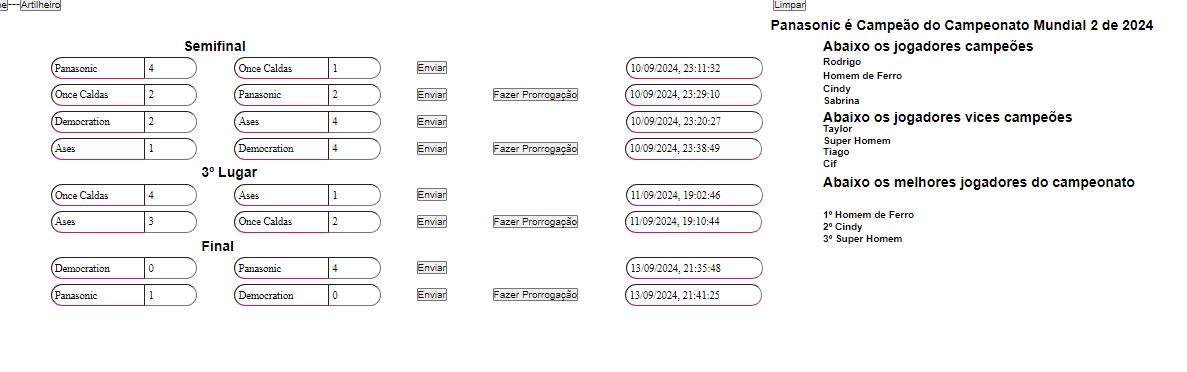 e---Artilheiro Limpar
Panasonic é Campeão do Campeonato Mundial 2 de 2024
Semifinal
Panasonic 4 Once Caldas 1 Enviar 10/09/2024, 23:11:32
Once Caldas 2 Panasonic 2 Enviar Fazer Prorrogação 10/09/2024, 23:29:10
Democration 2 Ases 4 Enviar 10/09/2024, 23:20:27
Ases 1 Democration 4 Enviar Fazer Prorrogação 10/09/2024, 23:38:49
3º Lugar
Once Caldas 4 Ases 1 Enviar 11/09/2024, 19:02:46
Ases 3 Once Caldas 2 Enviar Fazer Prorrogação 11/09/2024, 19:10:44
Final
Democration 0 Panasonic 4 Enviar 13/09/2024, 21:35:48
Panasonic 1 Democration 0 Enviar Fazer Prorrogação 13/09/2024, 21:41:25
Abaixo os jogadores campeões
Rodrigo
Homem de Ferro
Cindy
Sabrina
Abaixo os jogadores vices campeões
Taylor
Super Homem
Tiago
Cif
Abaixo os melhores jogadores do campeonato
1º Homem de Ferro
2º Cindy
3º Super Homem